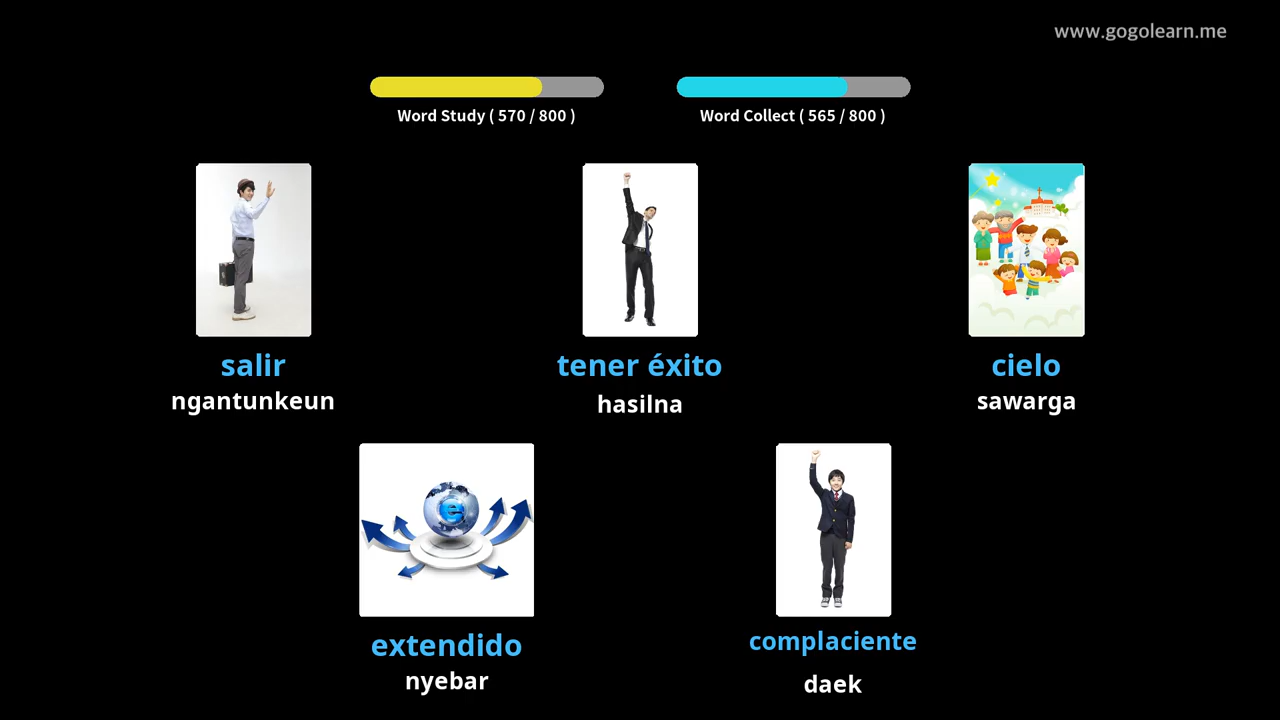 www.gogolearn.me
Word Study ( 570 / 800 )
Word Collect ( 565 / 800 )
salir
ngantunkeun
tener éxito
hasilna
cielo
sawarga
e
extendido
nyebar
complaciente
daek